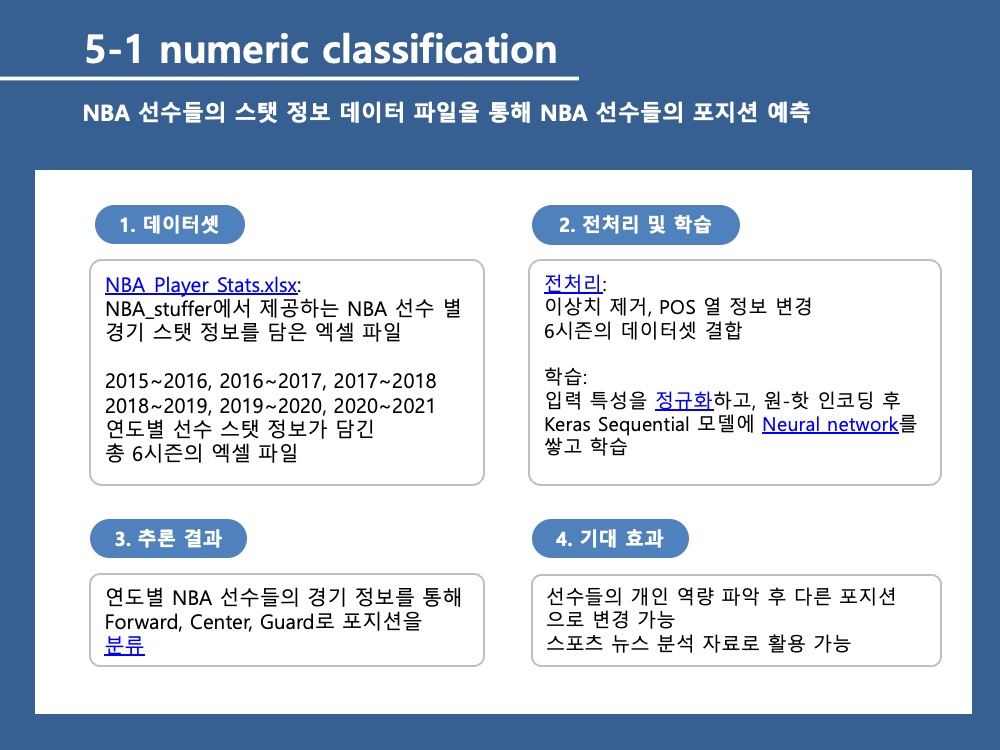 5-1 numeric classification
NBA 선수들의 스탯 정보 데이터 파일을 통해 NBA 선수들의 포지션 예측
1. 데이터셋
NBA_Player_Stats.xlsx:
NBA_stuffer에서 제공하는 NBA 선수 별
경기 스탯 정보를 담은 엑셀 파일
2015~2016, 2016~2017, 2017~2018
2018~2019, 2019~2020, 2020~2021
연도별 선수 스탯 정보가 담긴
총 6시즌의 엑셀 파일
2. 전처리 및 학습
전처리:
이상치 제거, POS 열 정보 변경
6시즌의 데이터셋 결합
학습:
입력 특성을 정규화하고, 원-핫 인코딩 후
Keras Sequential 모델에 Neural network를
쌓고 학습
3. 추론 결과
연도별 NBA 선수들의 경기 정보를 통해
Forward, Center, Guard로 포지션을
분류
4. 기대 효과
선수들의 개인 역량 파악 후 다른 포지션
으로 변경 가능
스포츠 뉴스 분석 자료로 활용 가능